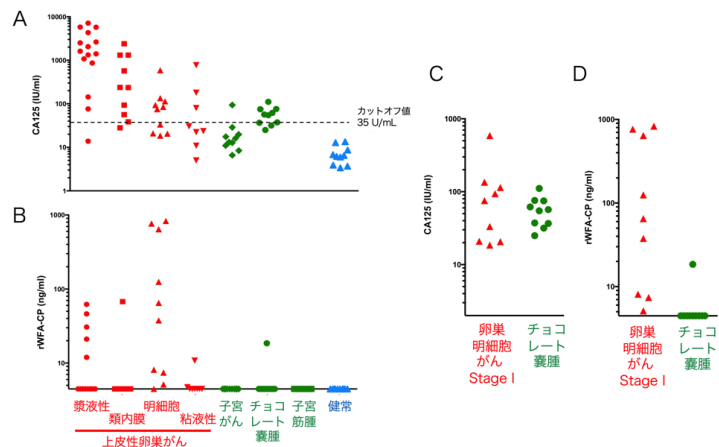 A
CA125 (IU/ml)
10000
1000
100
10
1
カットオフ値
35 U/mL
B
rWFA-CP (ng/ml)
1000
100
10
漿液性
類内膜
明細胞
粘液性
上皮性卵巣がん
子宮
がん
チョコ
レート
嚢腫
子宮
筋腫
健常
C
CA125 (IU/ml)
1000
100
10
卵巣
明細胞
がん
Stage I
チョコ
レート
嚢腫
D
rWFA-CP (ng/ml)
1000
100
10
卵巣
明細胞
がん
Stage I
チョコ
レート
嚢腫